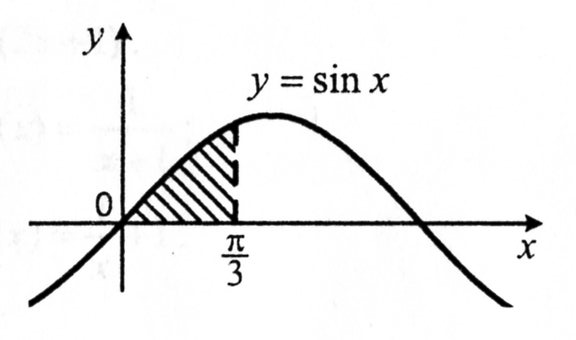 y
y = sin x
0
π/3
x